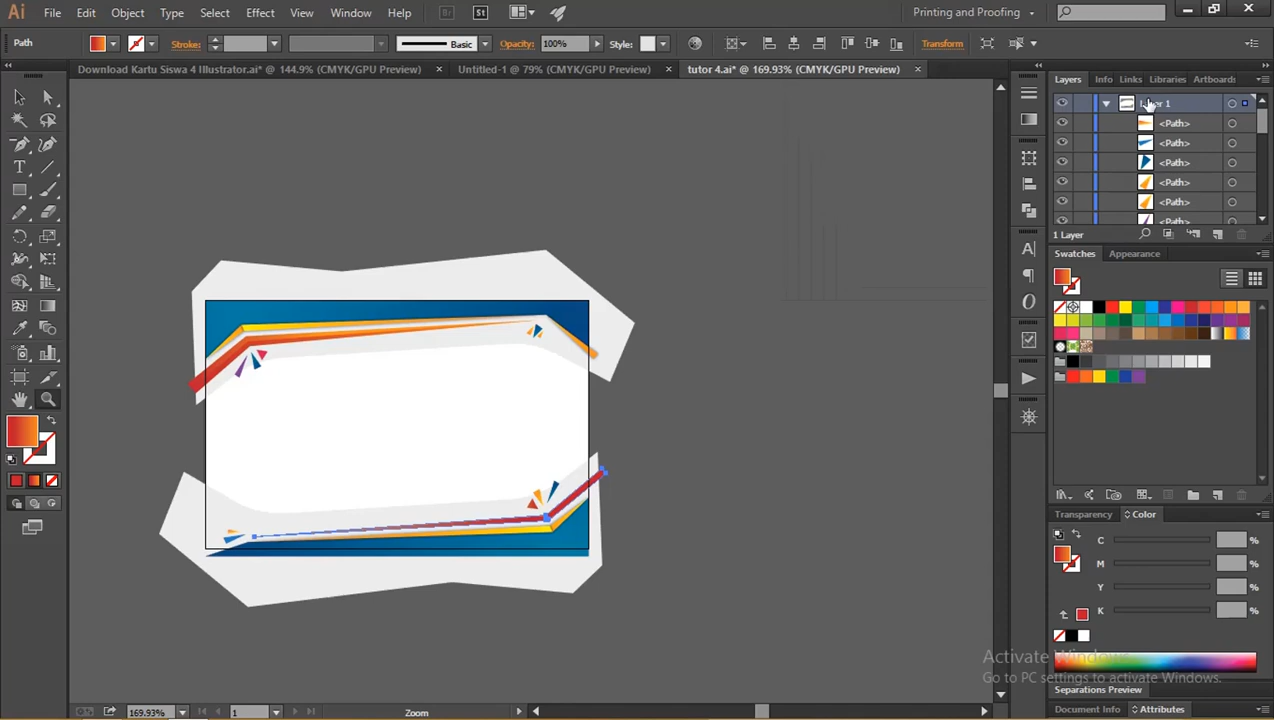 Ai File Edit Object Type Select Effect View Window Help Br St Printing and Proofing
Path Stroke: Basic Opacity: 100% Style: Transform
Download Kartu Siswa 4 Illustrator.ai* @ 144.9% (CMYK/GPU Preview) × Untitled-1 @ 79% (CMYK/GPU Preview) × tutor 4.ai* @ 169.93% (CMYK/GPU Preview) ×
Layers Info Links Libraries Artboards
<Path>
<Path>
<Path>
<Path>
<Path>
<Path>
1 Layer
Swatches Appearance
Transparency Color
C %
M %
Y %
K %
Activate Windows
Go to PC settings to activate Windows.
Separations Preview
Document Info Attributes
169.93% 1 Zoom